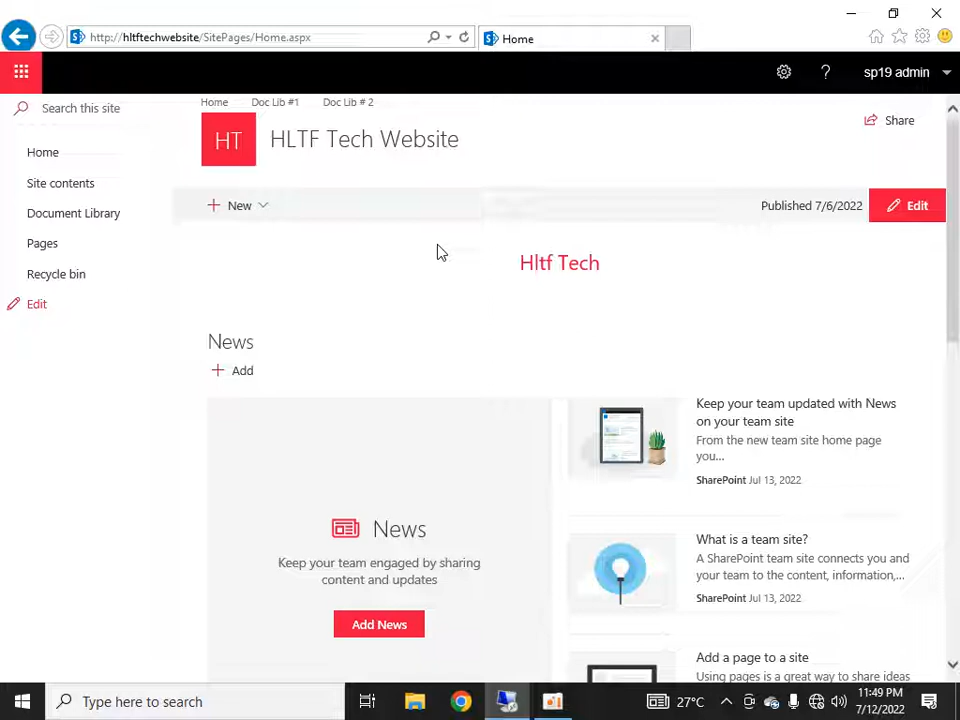 http://hltftechwebsite/SitePages/Home.aspx
Home
sp19 admin
Search this site
Home Doc Lib #1 Doc Lib # 2
HT HLTF Tech Website
Share
Home
Site contents
Document Library
Pages
Recycle bin
Edit
New
Published 7/6/2022
Edit
Hltf Tech
News
Add
News
Keep your team engaged by sharing
content and updates
Add News
Keep your team updated with News
on your team site
From the new team site home page
you...
SharePoint Jul 13, 2022
What is a team site?
A SharePoint team site connects you and
your team to the content, information,...
SharePoint Jul 13, 2022
Add a page to a site
Using pages is a great way to share ideas
Type here to search
27°C
11:49 PM
7/12/2022